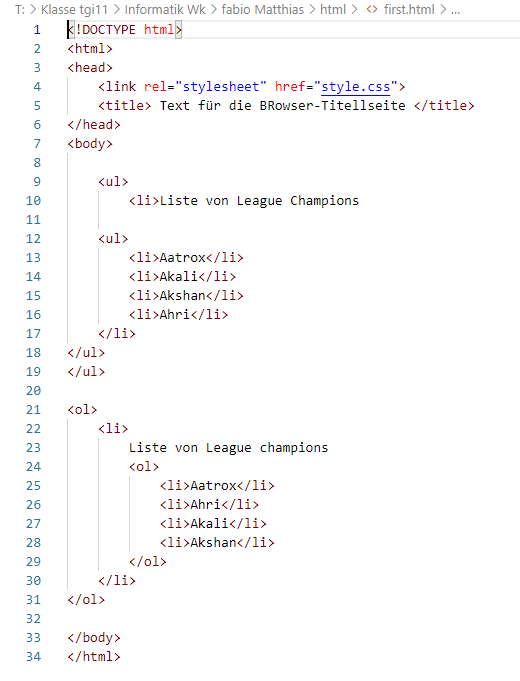 T: > Klasse tgi11 > Informatik Wk > fabio Matthias > html > <> first.html > ...
1 <!DOCTYPE html>
2 <html>
3 <head>
4     <link rel="stylesheet" href="style.css">
5     <title> Text für die BRowser-Titellseite </title>
6 </head>
7 <body>
8
9     <ul>
10         <li>Liste von League Champions
11
12     <ul>
13         <li>Aatrox</li>
14         <li>Akali</li>
15         <li>Akshan</li>
16         <li>Ahri</li>
17     </li>
18 </ul>
19 </ul>
20
21 <ol>
22     <li>
23         Liste von League champions
24         <ol>
25             <li>Aatrox</li>
26             <li>Ahri</li>
27             <li>Akali</li>
28             <li>Akshan</li>
29         </ol>
30     </li>
31 </ol>
32
33 </body>
34 </html>